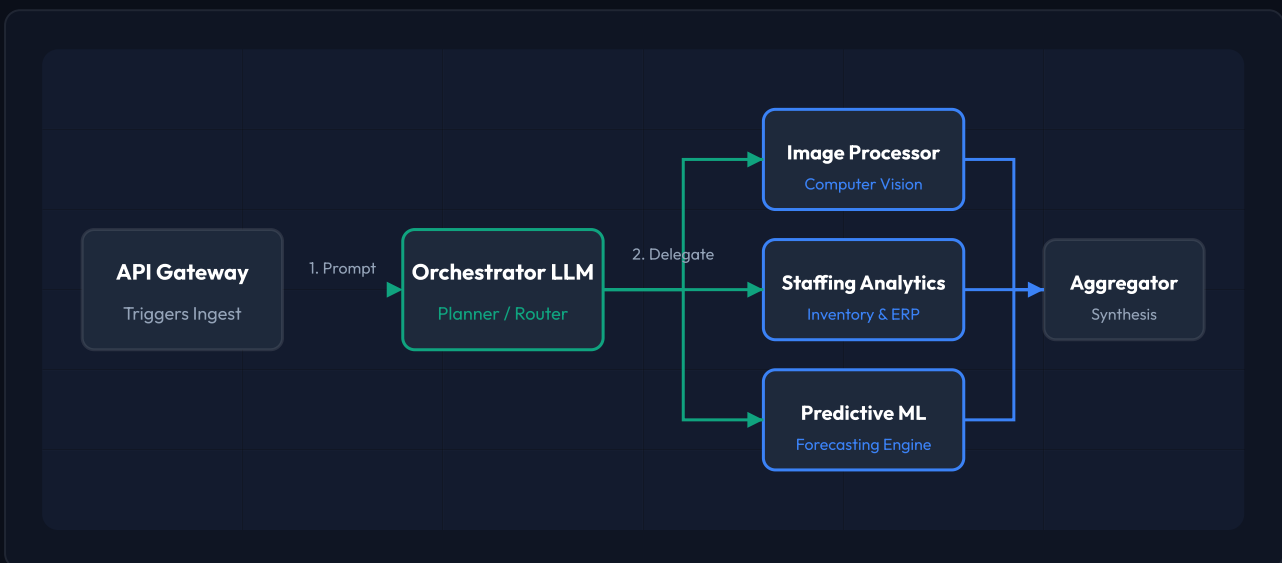 API Gateway
Triggers Ingest
1. Prompt
Orchestrator LLM
Planner / Router
2. Delegate
Image Processor
Computer Vision
Staffing Analytics
Inventory & ERP
Predictive ML
Forecasting Engine
Aggregator
Synthesis